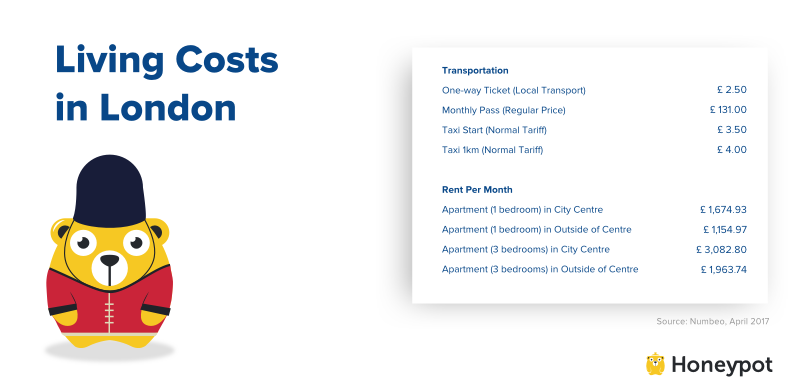 Living Costs
in London
Transportation
One-way Ticket (Local Transport) £ 2.50
Monthly Pass (Regular Price) £ 131.00
Taxi Start (Normal Tariff) £ 3.50
Taxi 1km (Normal Tariff) £ 4.00
Rent Per Month
Apartment (1 bedroom) in City Centre £ 1,674.93
Apartment (1 bedroom) in Outside of Centre £ 1,154.97
Apartment (3 bedrooms) in City Centre £ 3,082.80
Apartment (3 bedrooms) in Outside of Centre £ 1,963.74
Source: Numbeo, April 2017
Honeypot